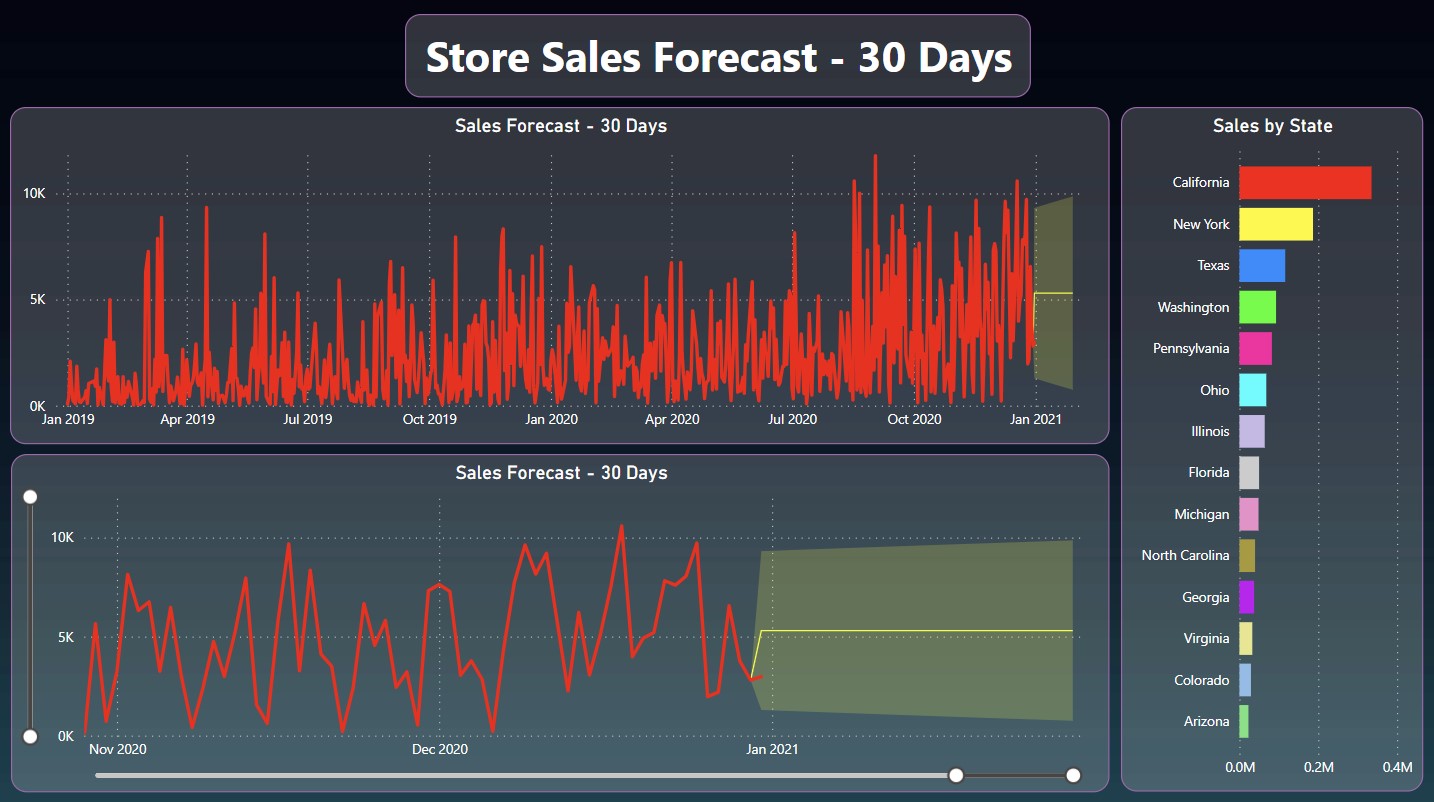 Store Sales Forecast - 30 Days
Sales Forecast - 30 Days
10K
5K
0K
Jan 2019
Apr 2019
Jul 2019
Oct 2019
Jan 2020
Apr 2020
Jul 2020
Oct 2020
Jan 2021
Sales Forecast - 30 Days
10K
5K
0K
Nov 2020
Dec 2020
Jan 2021
Sales by State
California
New York
Texas
Washington
Pennsylvania
Ohio
Illinois
Florida
Michigan
North Carolina
Georgia
Virginia
Colorado
Arizona
0.0M
0.2M
0.4M